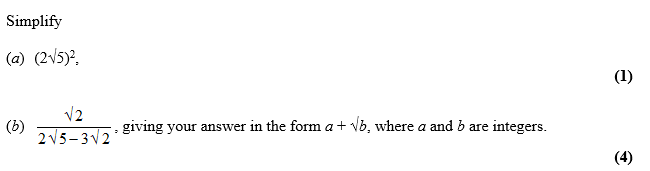 Simplify
(a) (2√5)²,
(1)
(b) √2 / (2√5 – 3√2), giving your answer in the form a + √b, where a and b are integers.
(4)